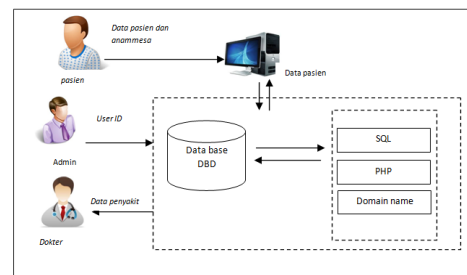 Data pasien dan
anammesa
pasien
Data pasien
User ID
Admin
Data base
DBD
SQL
PHP
Domain name
Data penyakit
Dokter